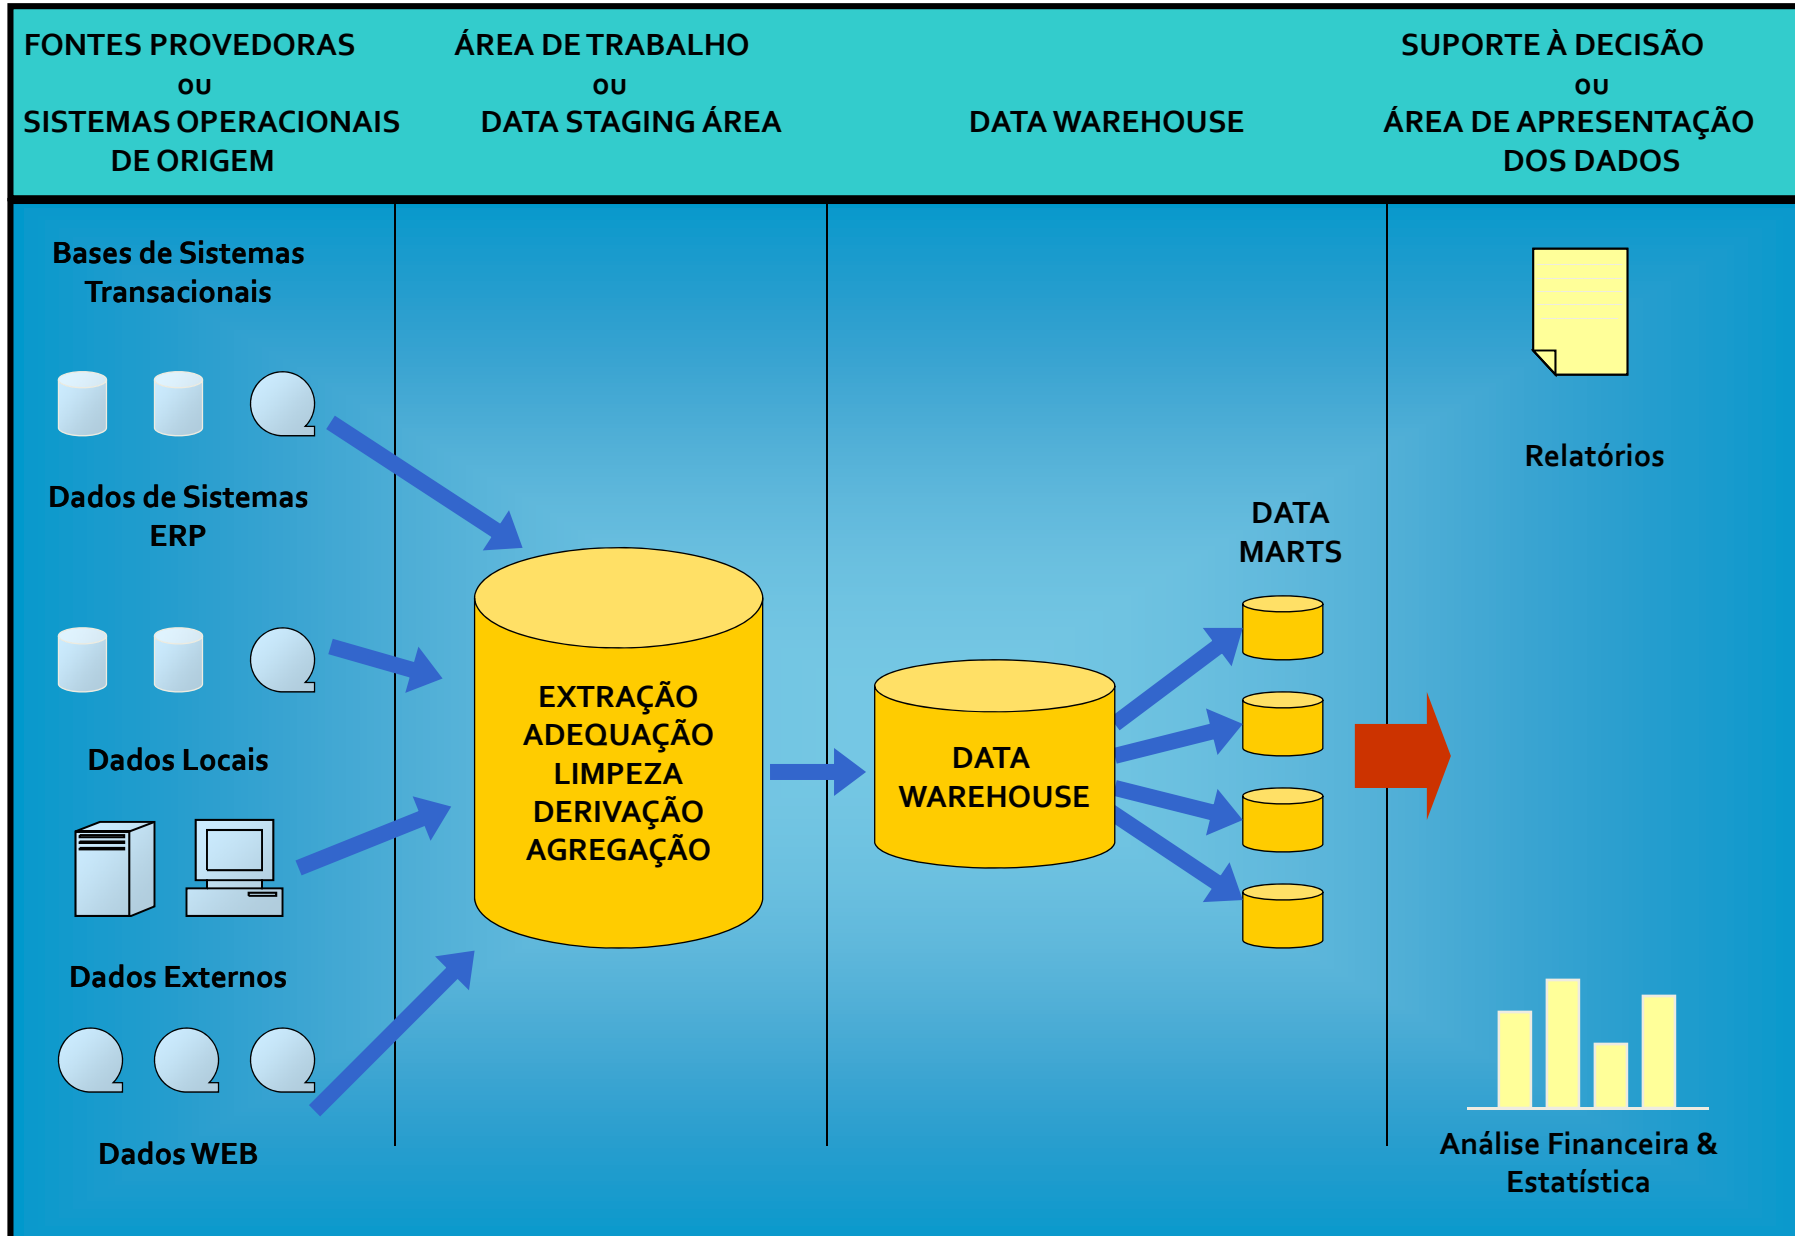 FONTES PROVEDORAS
ou
SISTEMAS OPERACIONAIS
DE ORIGEM
ÁREA DE TRABALHO
ou
DATA STAGING ÁREA
DATA WAREHOUSE
SUPORTE À DECISÃO
ou
ÁREA DE APRESENTAÇÃO
DOS DADOS
Bases de Sistemas
Transacionais
Dados de Sistemas
ERP
Dados Locais
Dados Externos
Dados WEB
EXTRAÇÃO
ADEQUAÇÃO
LIMPEZA
DERIVAÇÃO
AGREGAÇÃO
DATA
WAREHOUSE
DATA
MARTS
Relatórios
Análise Financeira &
Estatística